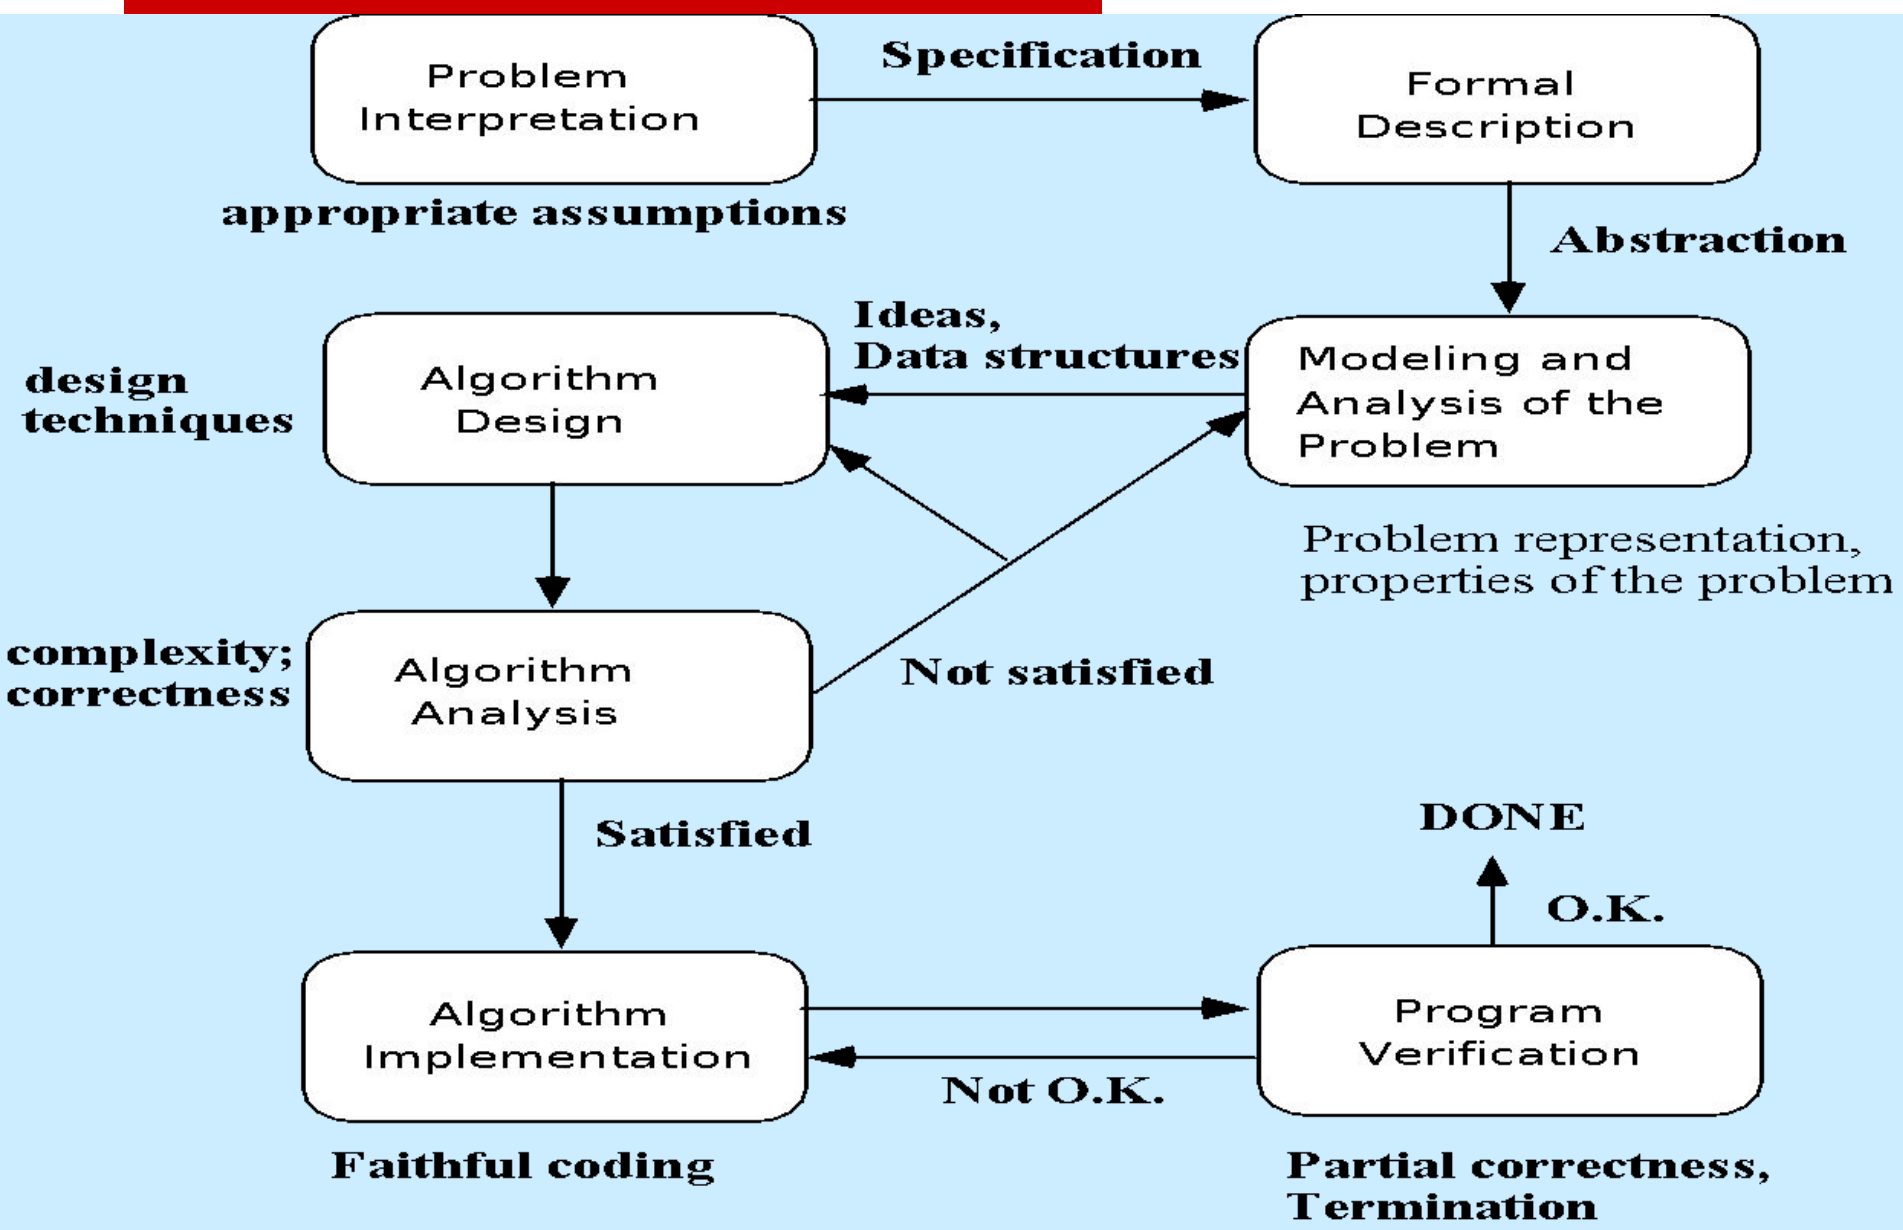 Problem
Interpretation
Specification
Formal
Description
appropriate assumptions
Abstraction
Ideas,
Data structures
design
techniques
Algorithm
Design
Modeling and
Analysis of the
Problem
Problem representation,
properties of the problem
complexity;
correctness
Algorithm
Analysis
Not satisfied
Satisfied
DONE
O.K.
Algorithm
Implementation
Program
Verification
Not O.K.
Faithful coding
Partial correctness,
Termination